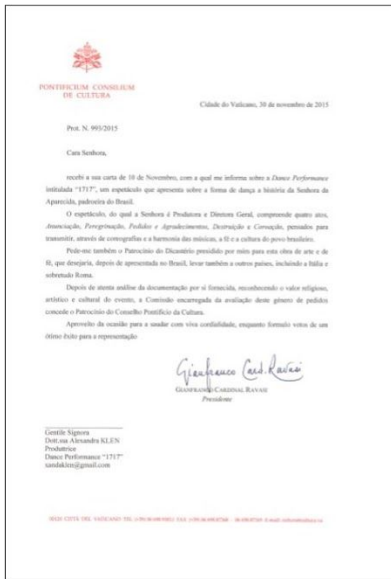 PONTIFICIUM CONSILIUM
DE CULTURA
Cidade do Vaticano, 30 de novembro de 2015
Prot. N. 993/2015
Cara Senhora,
recebi a sua carta de 10 de Novembro, com a qual me informa sobre a Dance Performance
intitulada "1717", um espetáculo que apresenta sobre a forma de dança a história da Senhora da
Aparecida, padroeira do Brasil.
O espetáculo, do qual a Senhora é Produtora e Diretora Geral, compreende quatro atos,
Anunciação, Peregrinação, Pedidos e Agradecimentos, Destruição e Coroação, pensados para
transmitir, através de coreografias e a harmonia das músicas, a fé e a cultura do povo brasileiro.
Pede-me também o Patrocínio do Dicastério presidido por mim para esta obra de arte e de
fé, que desejaria, depois de apresentada no Brasil, levar também a outros países, incluindo a Itália e
sobretudo Roma.
Depois de atenta análise da documentação por si fornecida, reconhecendo o valor religioso,
artístico e cultural do evento, a Comissão encarregada da avaliação deste género de pedidos
concede o Patrocínio do Conselho Pontifício da Cultura.
Aproveito da ocasião para a saudar com viva cordialidade, enquanto formulo votos de um
ótimo êxito para a representação
Gianfranco Card. Ravasi
GIANFRANCO CARDINAL RAVASI
Presidente
Gentile Signora
Dott.ssa Alexandra KLEN
Produttrice
Dance Performance "1717"
xandaklen@gmail.com